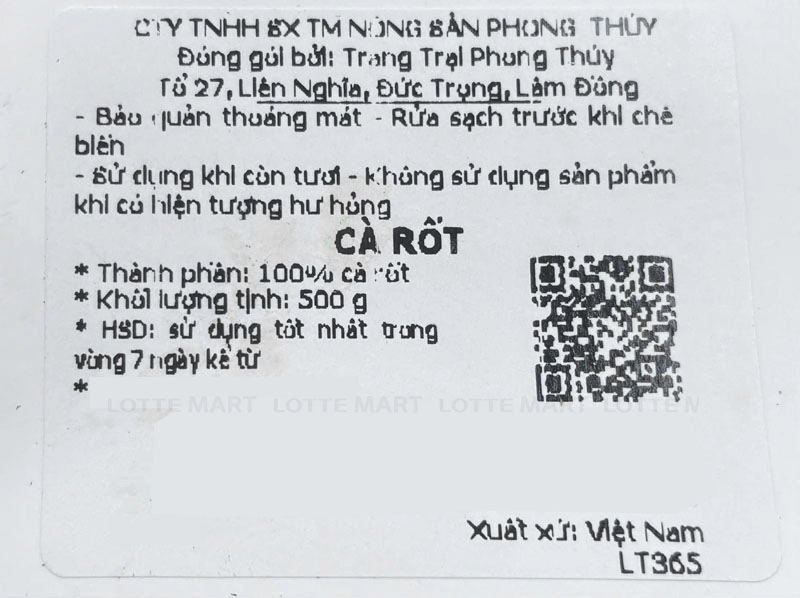 CTY TNHH SX TM NÔNG SẢN PHONG THÚY
Đóng gói bởi: Trang Trại Phong Thúy
Tổ 27, Liên Nghĩa, Đức Trọng, Lâm Đồng
- Bảo quản thoáng mát - Rửa sạch trước khi chế
biến
- Sử dụng khi còn tươi - Không sử dụng sản phẩm
khi có hiện tượng hư hỏng
CÀ RỐT
* Thành phần: 100% cà rốt
* Khối lượng tịnh: 500 g
* HSD: sử dụng tốt nhất trong
vòng 7 ngày kể từ
*
LOTTE MART LOTTE MART LOTTE MART LOTTE M
Xuất xứ: Việt Nam
LT365